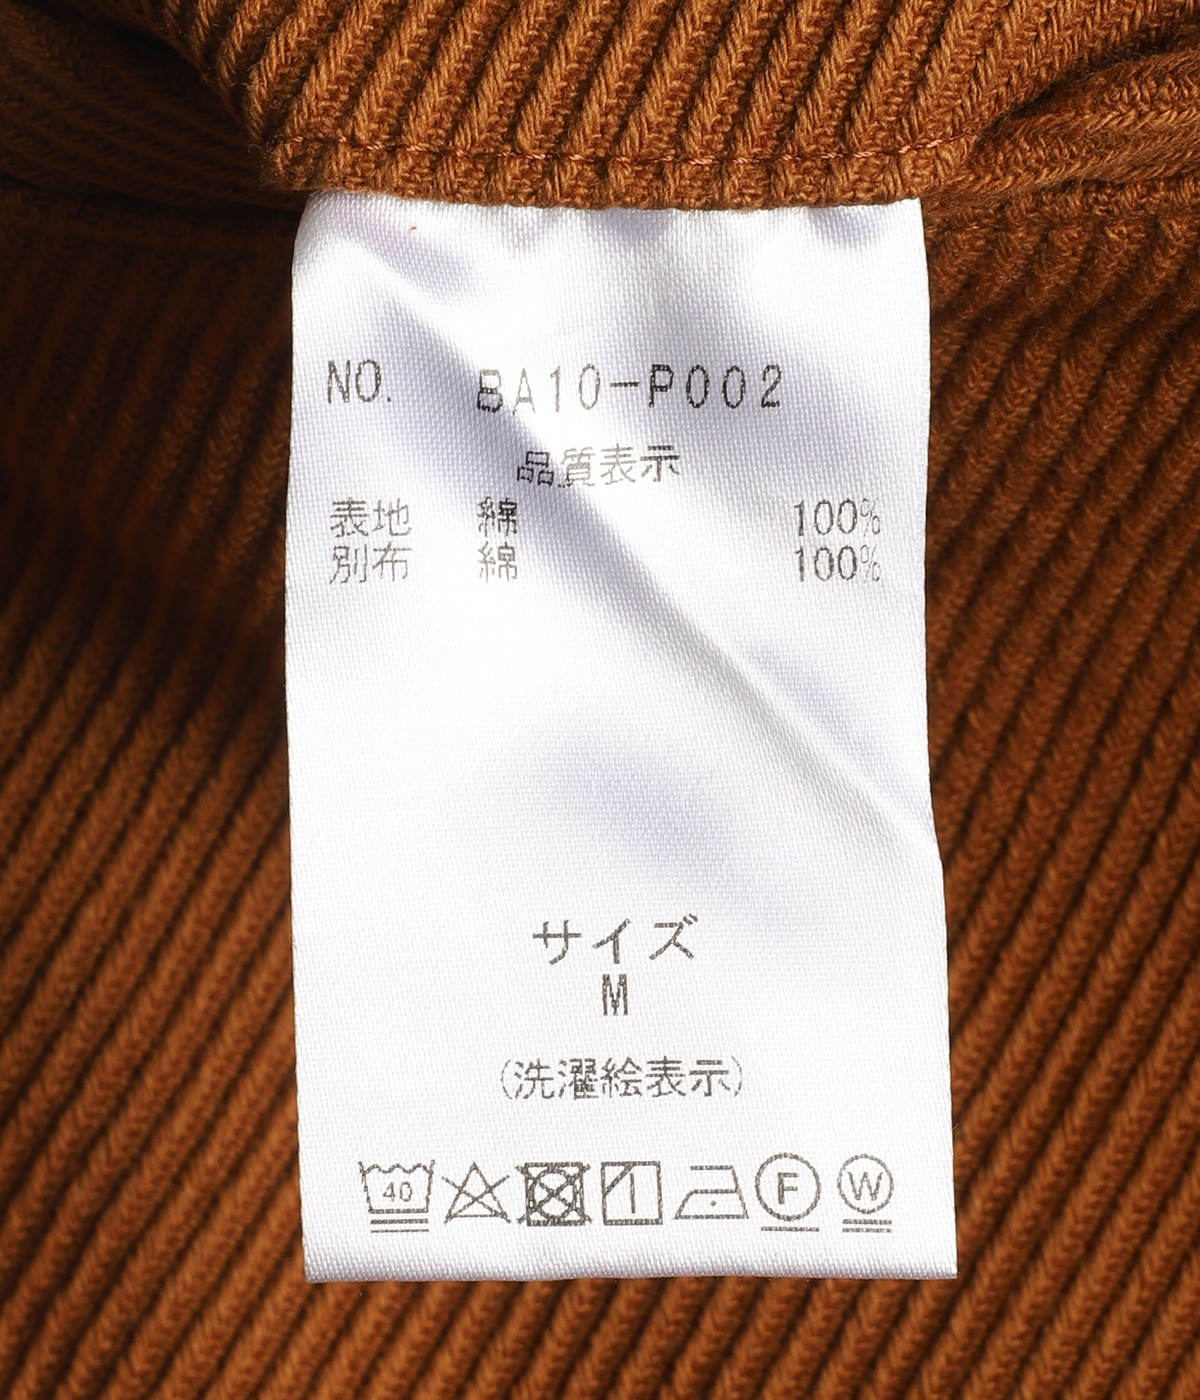 NO. BA10-P002
品質表示
表地 綿 100%
別布 綿 100%
サイズ
M
(洗濯絵表示)
40 F W